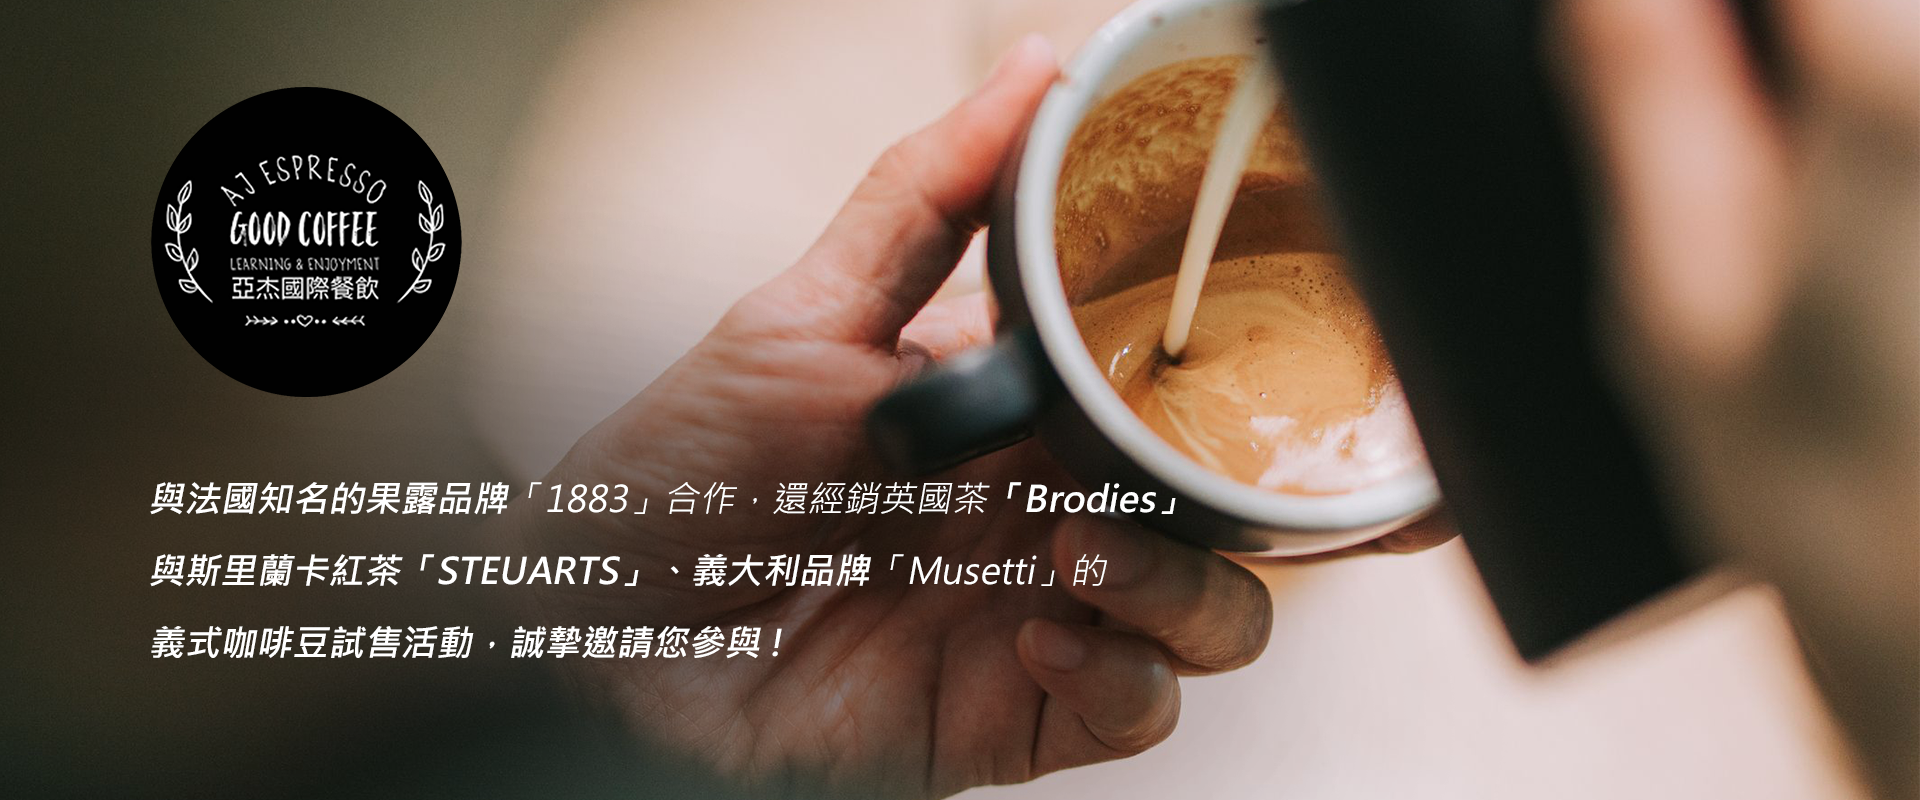 AJ ESPRESSO
GOOD COFFEE
LEARNING & ENJOYMENT
亞杰國際餐飲
與法國知名的果露品牌「1883」合作，還經銷英國茶「Brodies」
與斯里蘭卡紅茶「STEUARTS」、義大利品牌「Musetti」的
義式咖啡豆試售活動，誠摯邀請您參與！